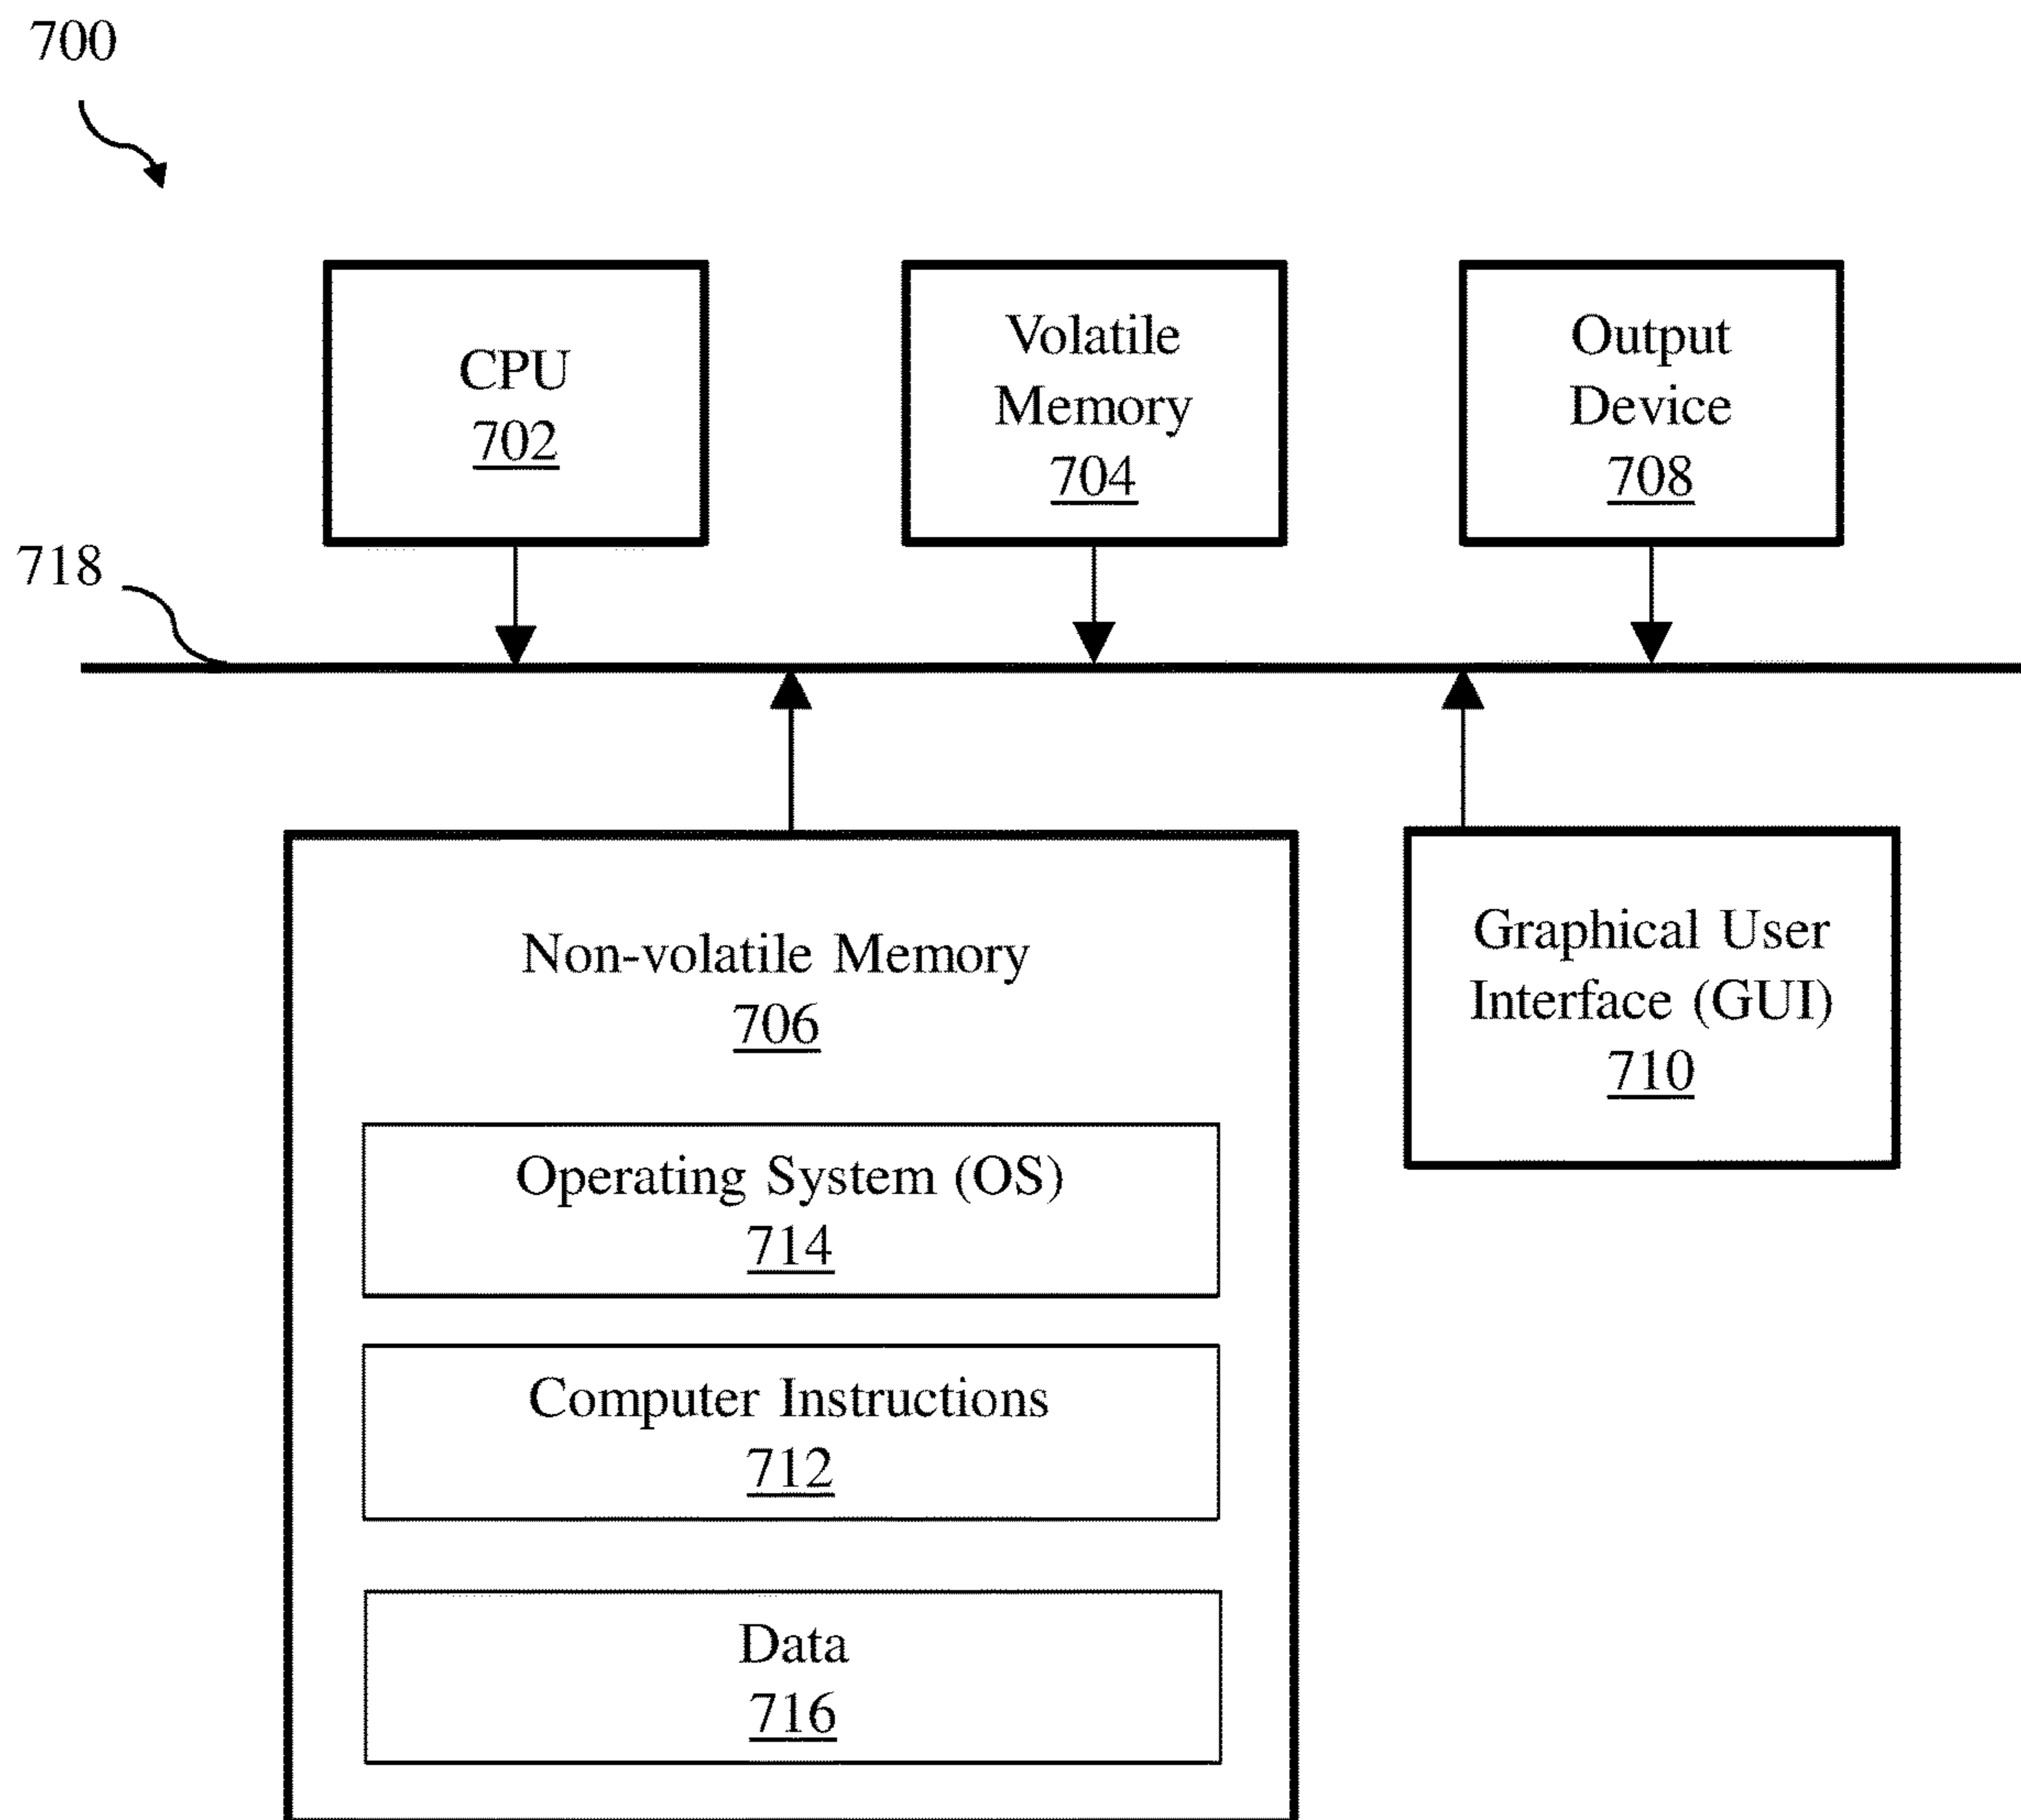 700
CPU
702
Volatile
Memory
704
Output
Device
708
718
Non-volatile Memory
706
Operating System (OS)
714
Computer Instructions
712
Data
716
Graphical User
Interface (GUI)
710